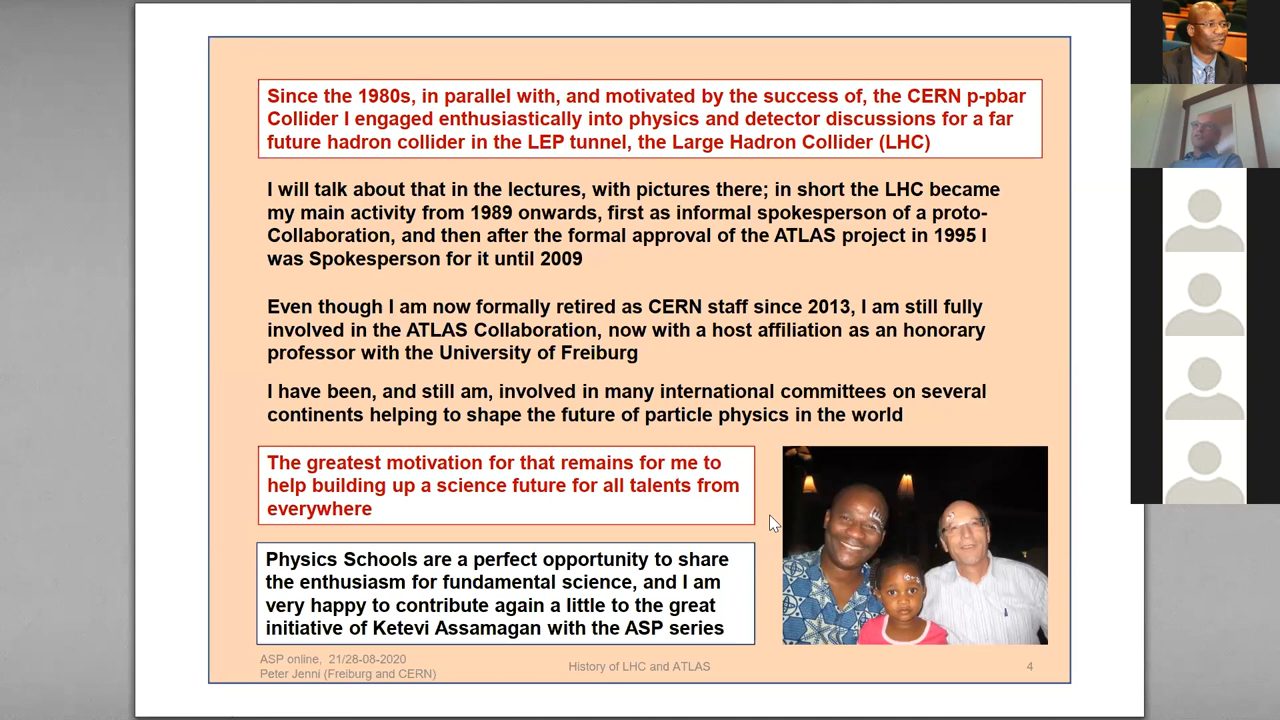 Since the 1980s, in parallel with, and motivated by the success of, the CERN p-pbar
Collider I engaged enthusiastically into physics and detector discussions for a far
future hadron collider in the LEP tunnel, the Large Hadron Collider (LHC)
I will talk about that in the lectures, with pictures there; in short the LHC became
my main activity from 1989 onwards, first as informal spokesperson of a proto-
Collaboration, and then after the formal approval of the ATLAS project in 1995 I
was Spokesperson for it until 2009
Even though I am now formally retired as CERN staff since 2013, I am still fully
involved in the ATLAS Collaboration, now with a host affiliation as an honorary
professor with the University of Freiburg
I have been, and still am, involved in many international committees on several
continents helping to shape the future of particle physics in the world
The greatest motivation for that remains for me to
help building up a science future for all talents from
everywhere
Physics Schools are a perfect opportunity to share
the enthusiasm for fundamental science, and I am
very happy to contribute again a little to the great
initiative of Ketevi Assamagan with the ASP series
ASP online, 21/28-08-2020
Peter Jenni (Freiburg and CERN)
History of LHC and ATLAS
4